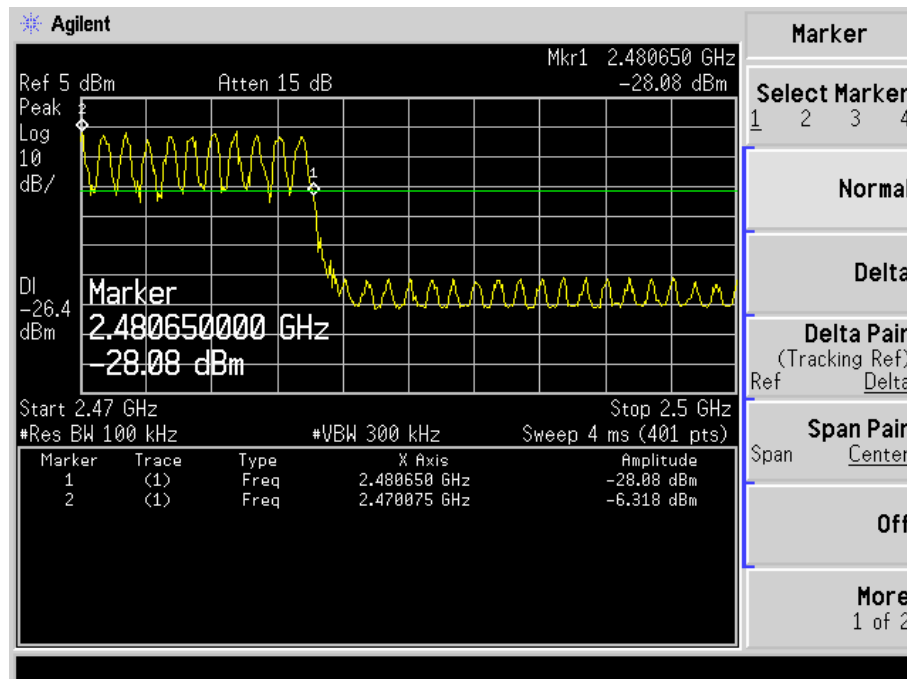 Agilent
Mkr1 2.480650 GHz
Ref 5 dBm Atten 15 dB -28.08 dBm
Peak
Log
10
dB/
2
1
DI
-26.4
dBm
Marker
2.480650000 GHz
-28.08 dBm
Start 2.47 GHz Stop 2.5 GHz
#Res BW 100 kHz #VBW 300 kHz Sweep 4 ms (401 pts)
Marker Trace Type X Axis Amplitude
1 (1) Freq 2.480650 GHz -28.08 dBm
2 (1) Freq 2.470075 GHz -6.318 dBm
Marker
Select Marker
1 2 3 4
Normal
Delta
Delta Pair
(Tracking Ref)
Ref Delta
Span Pair
Span Center
Off
More
1 of 2